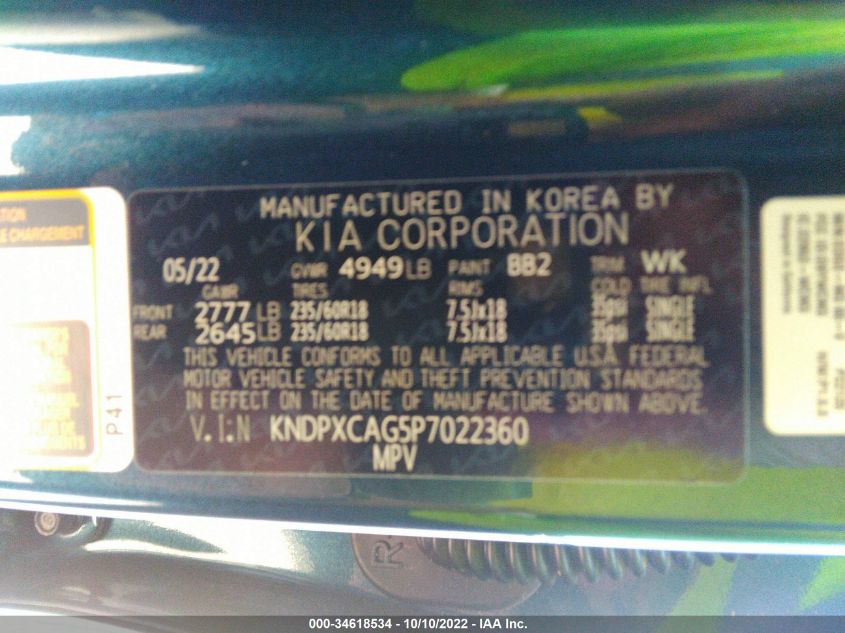 MANUFACTURED IN KOREA BY
KIA CORPORATION
05/22 GVWR 4949 LB PAINT BB2 TRIM WK
GAWR TIRES RIMS COLD TIRE INFL
FRONT 2777 LB 235/60R18 7.5Jx18 35psi SINGLE
REAR 2645 LB 235/60R18 7.5Jx18 35psi SINGLE
THIS VEHICLE CONFORMS TO ALL APPLICABLE U.S.A. FEDERAL
MOTOR VEHICLE SAFETY AND THEFT PREVENTION STANDARDS
IN EFFECT ON THE DATE OF MANUFACTURE SHOWN ABOVE.
V.I.N KNDPXCAG5P7022360
MPV
CHARGEMENT
P41
R
000-34618534 - 10/10/2022 - IAA Inc.